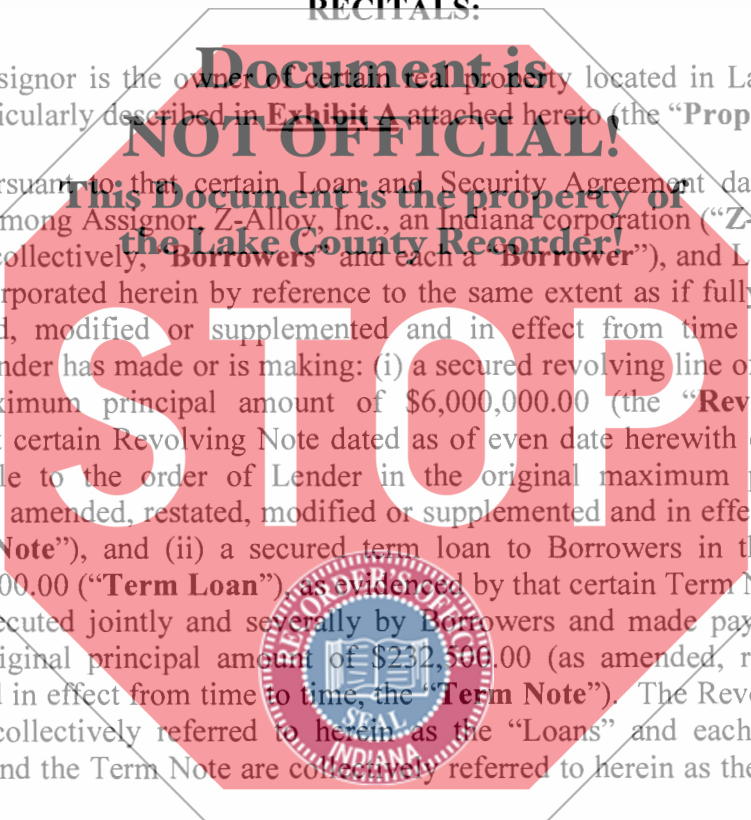 RECITALS:
Document is
signor is the owner of certain real property located in La
icularly described in Exhibit A attached hereto (the “Prop
NOT OFFICIAL!
rsuant to that certain Loan and Security Agreement da
This Document is the property of
mong Assignor, Z-Alloy, Inc., an Indiana corporation (“Z-
the Lake County Recorder!
collectively, “Borrowers” and each a “Borrower”), and L
rporated herein by reference to the same extent as if fully
d, modified or supplemented and in effect from time
nder has made or is making: (i) a secured revolving line o
ximum principal amount of $6,000,000.00 (the “Rev
STOP
t certain Revolving Note dated as of even date herewith
le to the order of Lender in the original maximum p
amended, restated, modified or supplemented and in effe
Note”), and (ii) a secured term loan to Borrowers in t
00.00 (“Term Loan”), as evidenced by that certain Term N
ecuted jointly and severally by Borrowers and made pay
iginal principal amount of $232,500.00 (as amended, r
d in effect from time to time, the “Term Note”). The Rev
collectively referred to herein as the “Loans” and each
nd the Term Note are collectively referred to herein as the
RECORDER'S OFFICE
SEAL
INDIANA